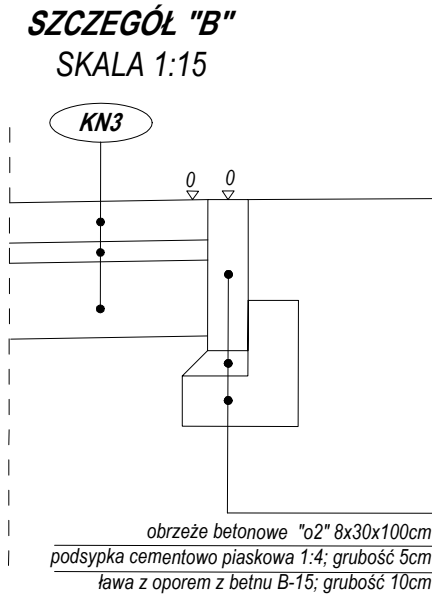 SZCZEGÓŁ "B"
SKALA 1:15
KN3
0 0
obrzeże betonowe "o2" 8x30x100cm
podsypka cementowo piaskowa 1:4; grubość 5cm
ława z oporem z betnu B-15; grubość 10cm